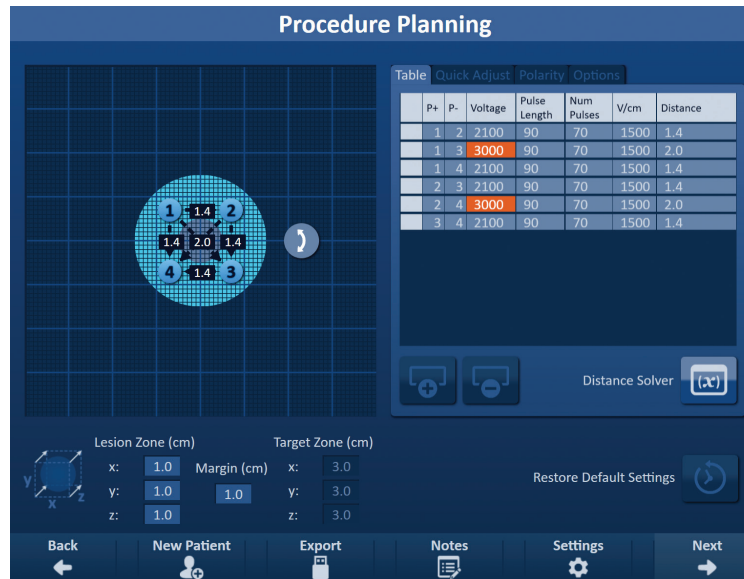 Procedure Planning
Table Quick Adjust Polarity Options
P+ P- Voltage Pulse Length Num Pulses V/cm Distance
1 2 2100 90 70 1500 1.4
1 3 3000 90 70 1500 2.0
1 4 2100 90 70 1500 1.4
2 3 2100 90 70 1500 1.4
2 4 3000 90 70 1500 2.0
3 4 2100 90 70 1500 1.4
1 1.4 2
1.4 2.0 1.4
4 1.4 3
Distance Solver (x)
Lesion Zone (cm) Target Zone (cm)
x: 1.0 Margin (cm) x: 3.0
y: 1.0 1.0 y: 3.0
z: 1.0 z: 3.0
y x z
Restore Default Settings
Back New Patient Export Notes Settings Next